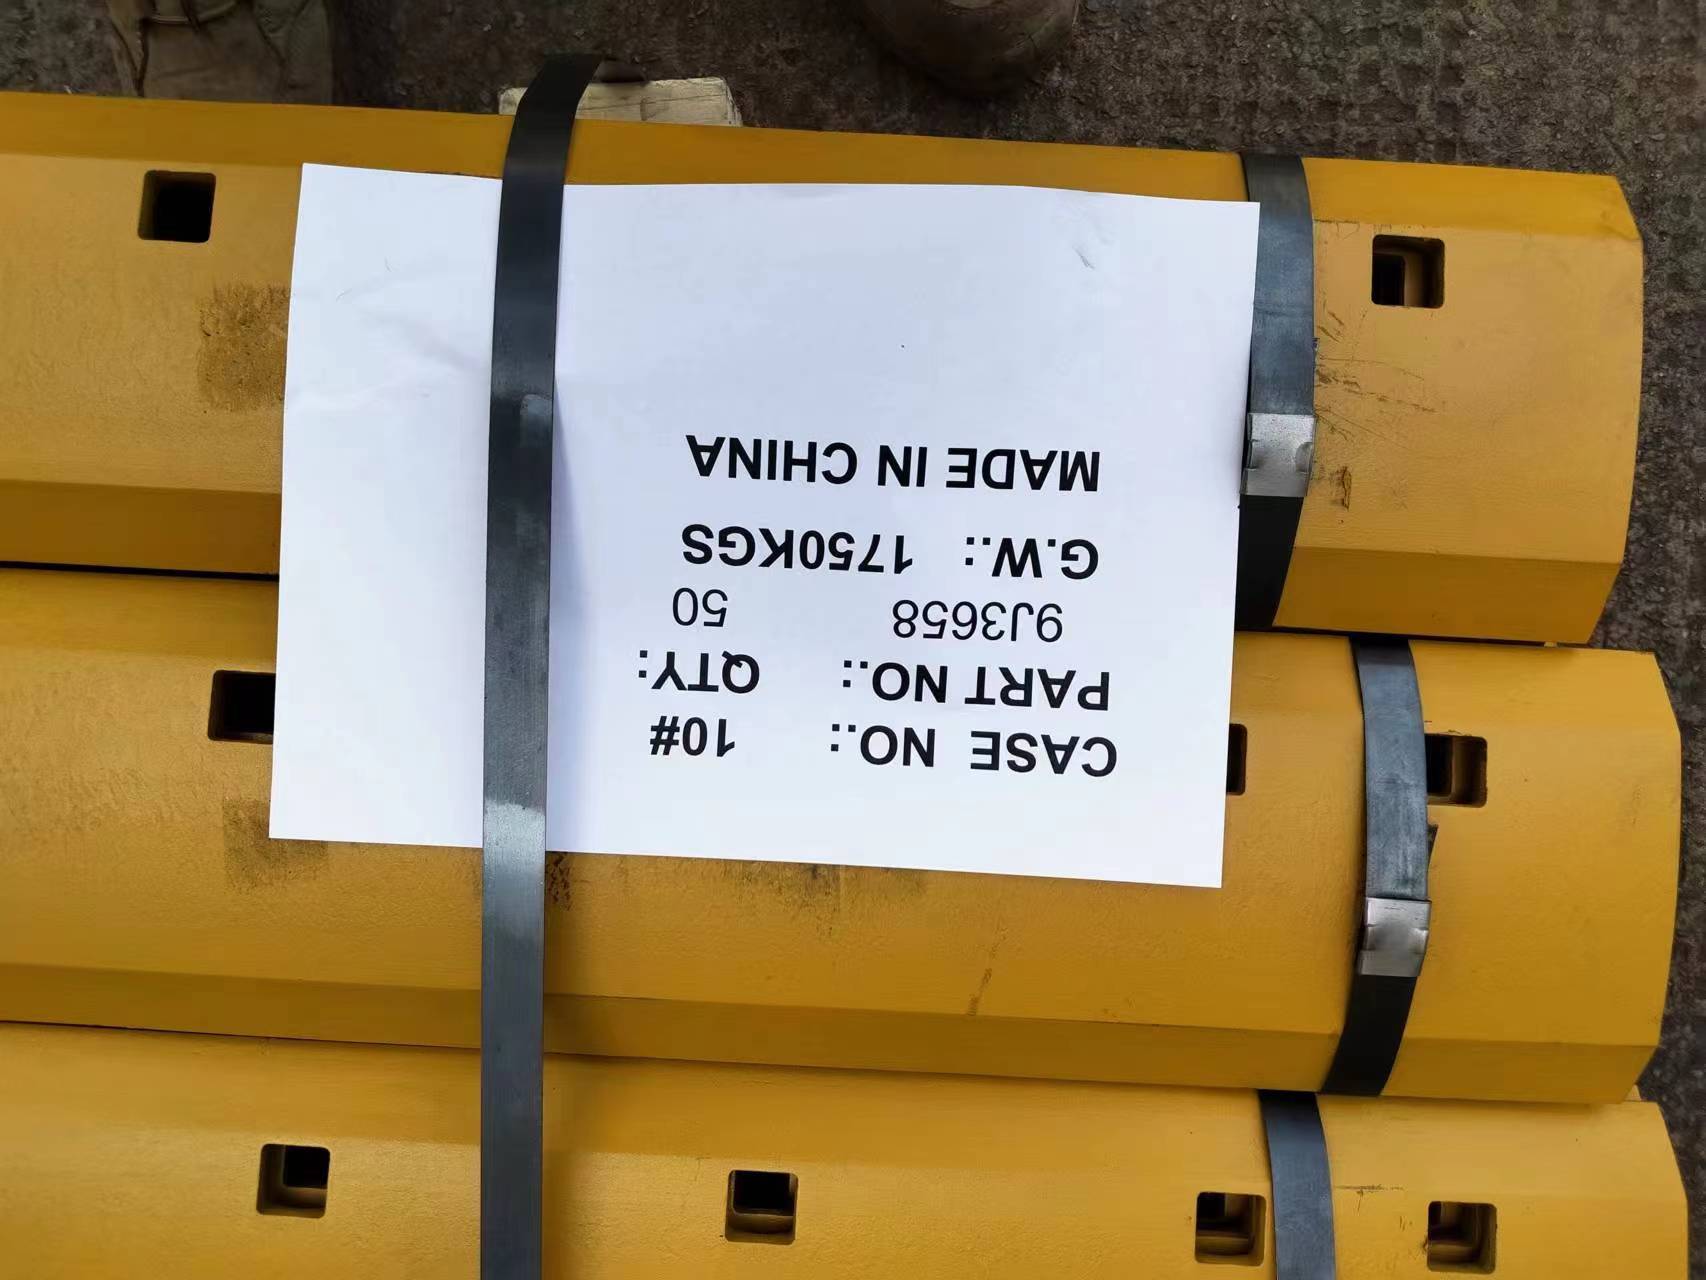 CASE NO.: 10#
PART NO.: QTY:
9J3658 50
G.W.: 1750KGS
MADE IN CHINA